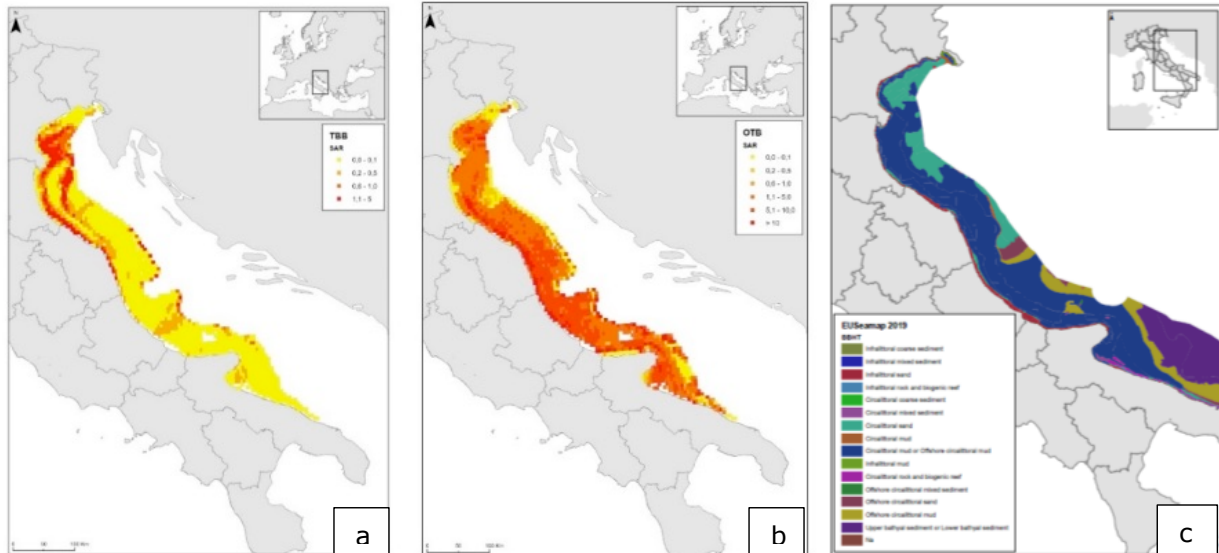 TBB
SAR
0,0 - 0,1
0,2 - 0,5
0,6 - 1,0
1,1 - 5
a
OTB
SAR
0,0 - 0,1
0,2 - 0,5
0,6 - 1,0
1,1 - 5,0
5,1 - 10,0
> 10
b
EUSeamap 2019
BBHT
Infralittoral coarse sediment
Infralittoral mixed sediment
Infralittoral sand
Infralittoral rock and biogenic reef
Circalittoral coarse sediment
Circalittoral mixed sediment
Circalittoral sand
Circalittoral mud
Circalittoral mud or Offshore circalittoral mud
Infralittoral mud
Circalittoral rock and biogenic reef
Offshore circalittoral mixed sediment
Offshore circalittoral sand
Offshore circalittoral mud
Upper bathyal sediment or Lower bathyal sediment
Na
c